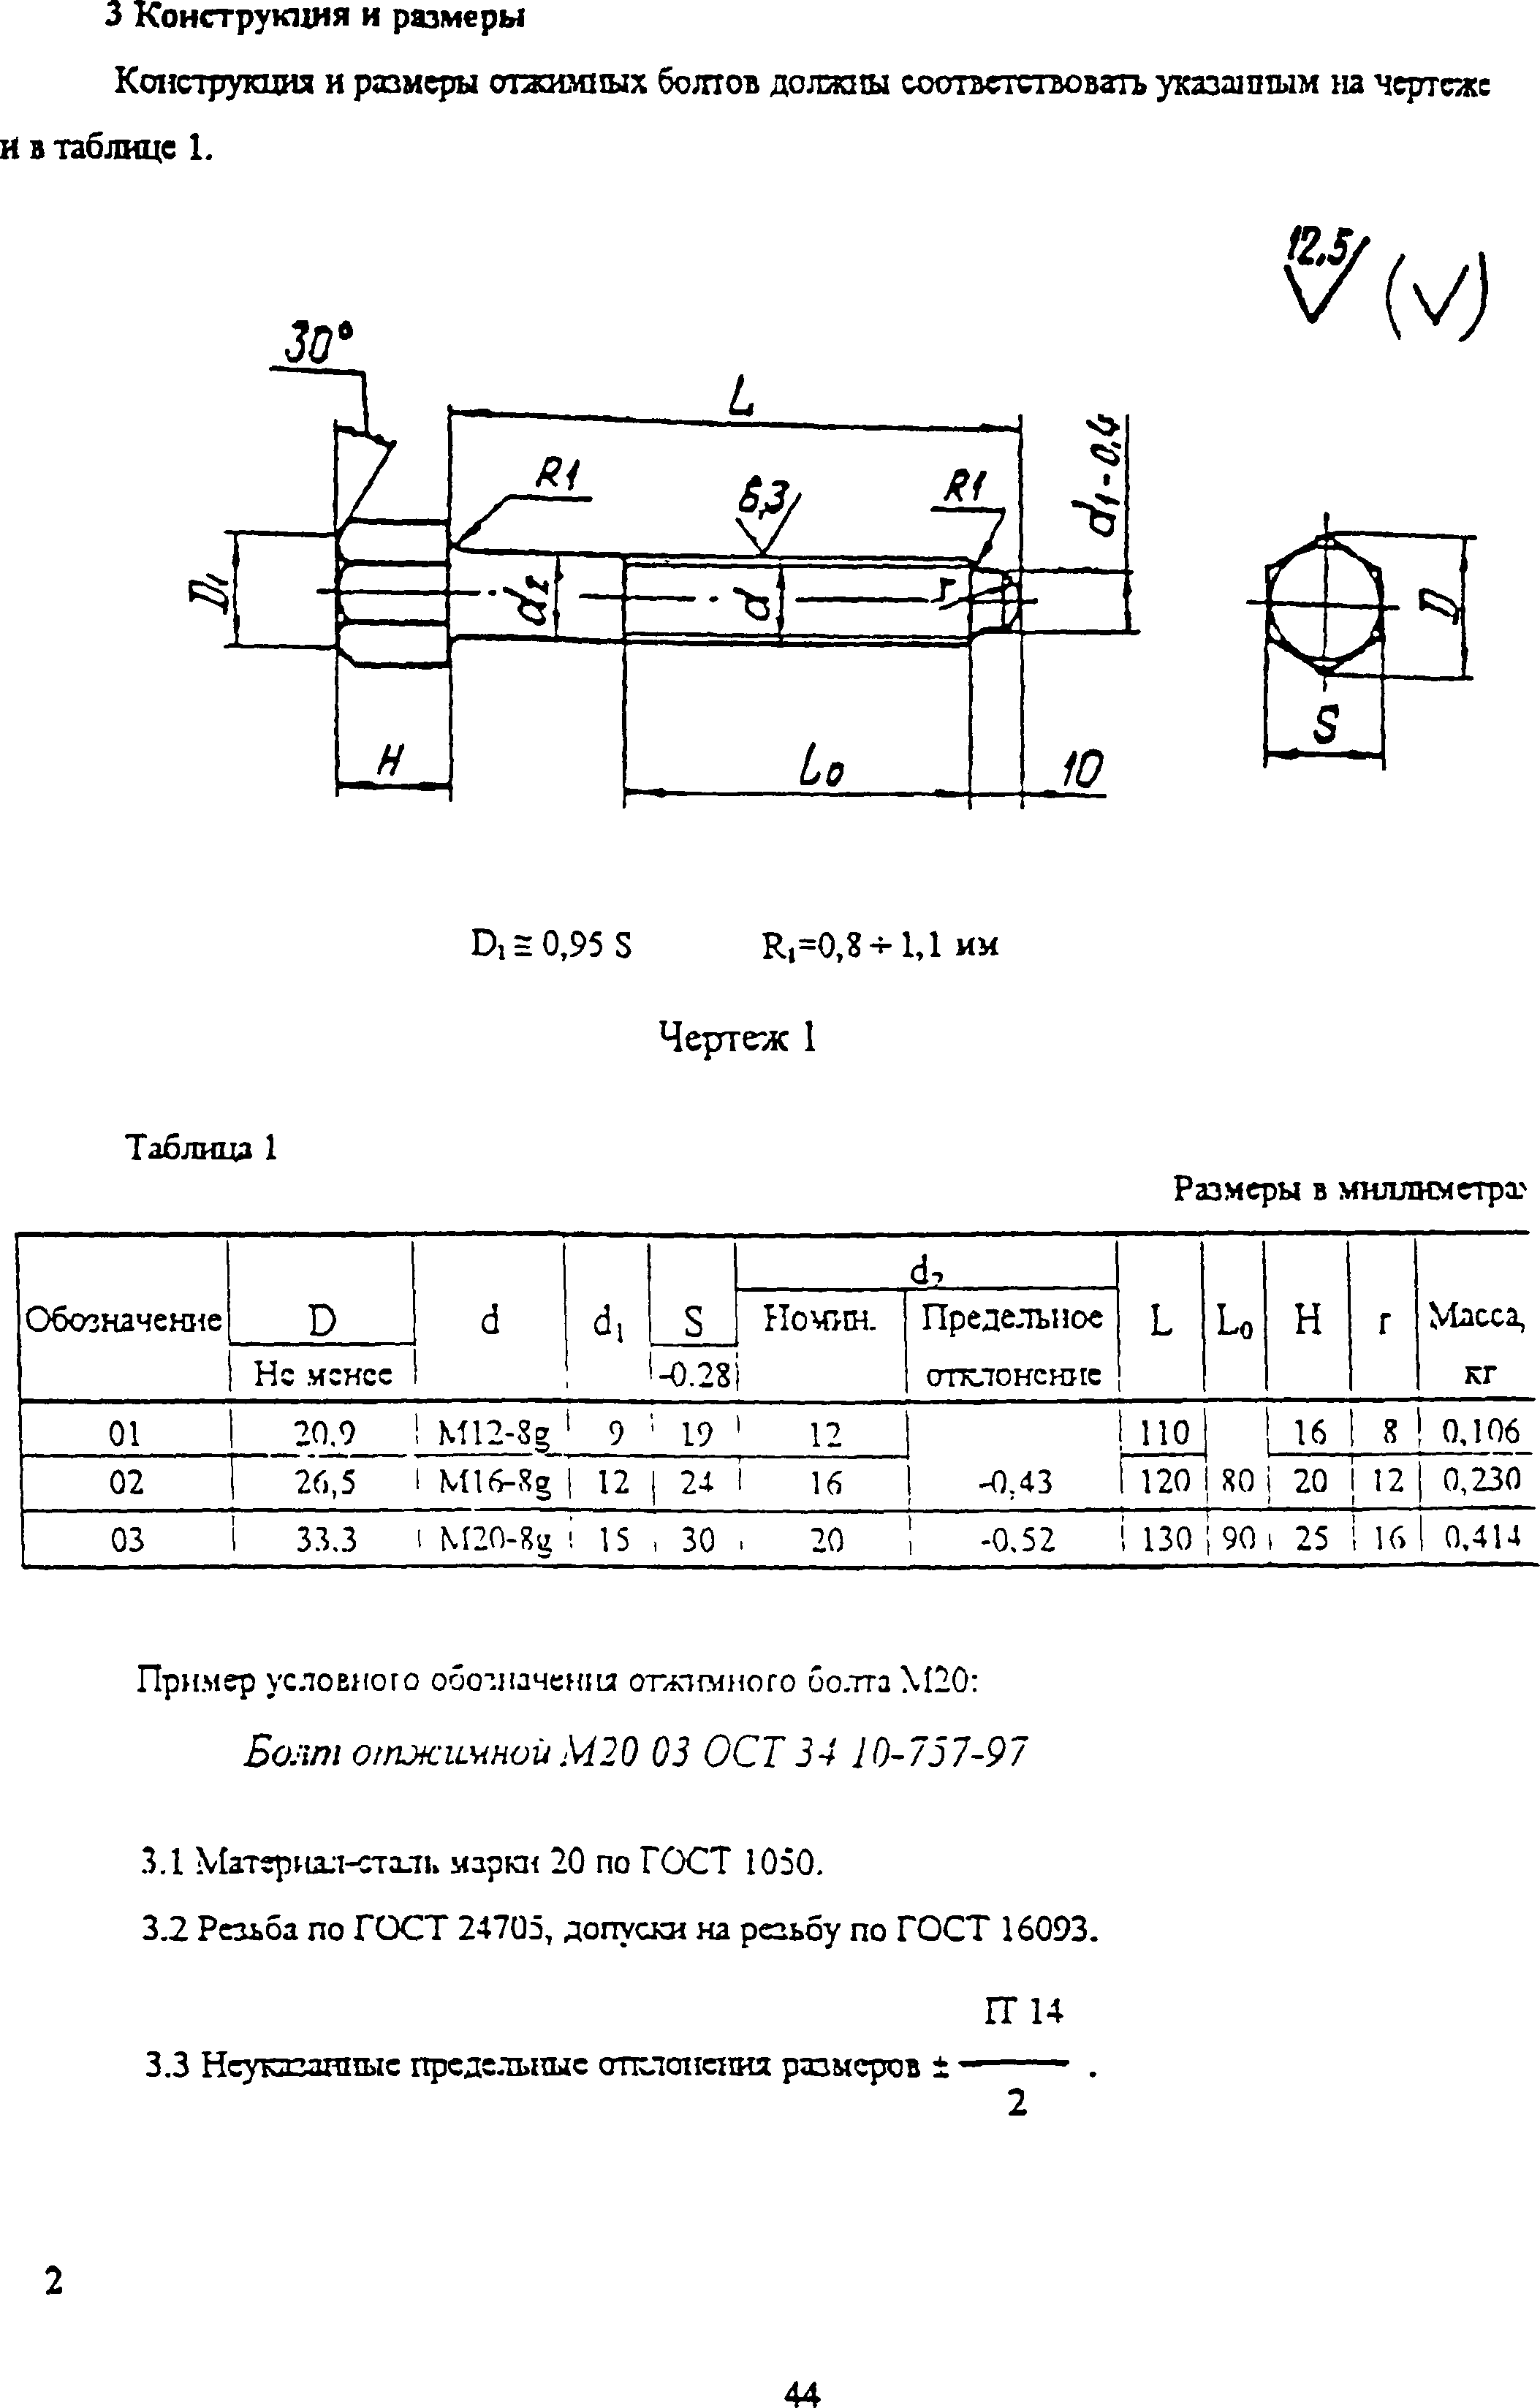 3 Конструкция и размеры
Конструкция и размеры отжимных болтов должны соответствовать указанным на чертеже
и в таблице 1.
12,5 (√)
30°
L
R1
6,3
R1
d₁-0,4
D₁
d₂
d
r
D
H
L₀
10
S
D₁ ≅ 0,95 S R₁=0,8 ÷ 1,1 мм
Чертеж 1
Таблица 1
Размеры в миллиметрах
Обозначение D Не менее d d₁ S -0.28 d₂ Номин. Предельное отклонение L L₀ H r Масса, кг
01 20,9 М12-8g 9 19 12 110 16 8 0,106
02 26,5 М16-8g 12 24 16 -0,43 120 80 20 12 0,230
03 33.3 М20-8g 15 30 20 -0,52 130 90 25 16 0,414
Пример условного обозначения отжимного болта М20:
Болт отжимной М20 03 ОСТ 34 10-757-97
3.1 Материал-сталь марки 20 по ГОСТ 1050.
3.2 Резьба по ГОСТ 24705, допуски на резьбу по ГОСТ 16093.
3.3 Неуказанные предельные отклонения размеров ± IT 14 / 2 .
2
44